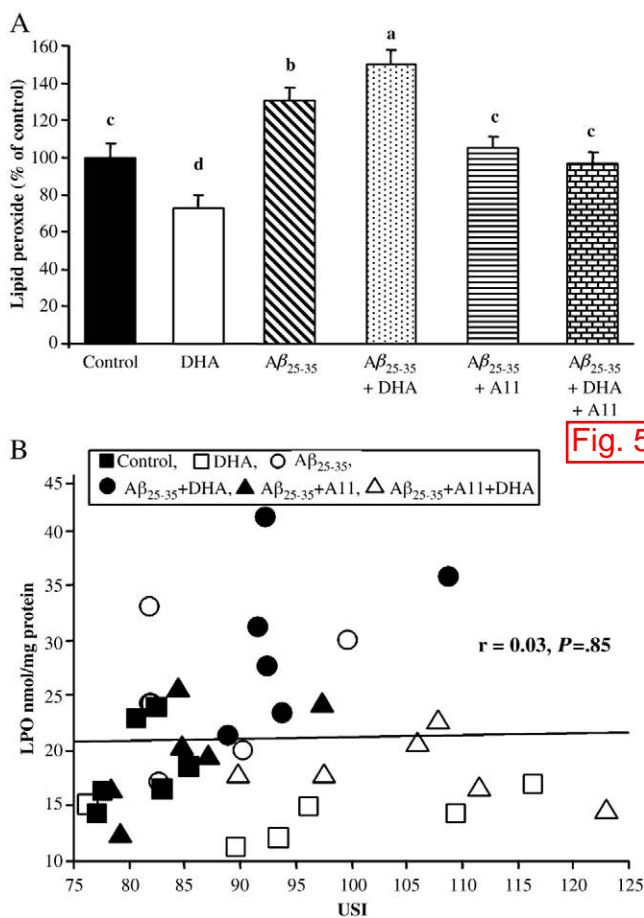 A
Lipid peroxide (% of control)
160
140
120
100
80
60
40
20
0
c
d
b
a
c
c
Control
DHA
Aβ25-35
Aβ25-35
+ DHA
Aβ25-35
+ A11
Aβ25-35
+ DHA
+ A11
Fig. 5
B
■ Control, □ DHA, ○ Aβ25-35,
● Aβ25-35+DHA, ▲ Aβ25-35+A11, △ Aβ25-35+A11+DHA
LPO nmol/mg protein
45
40
35
30
25
20
15
10
r = 0.03, P=.85
75 80 85 90 95 100 105 110 115 120 125
USI